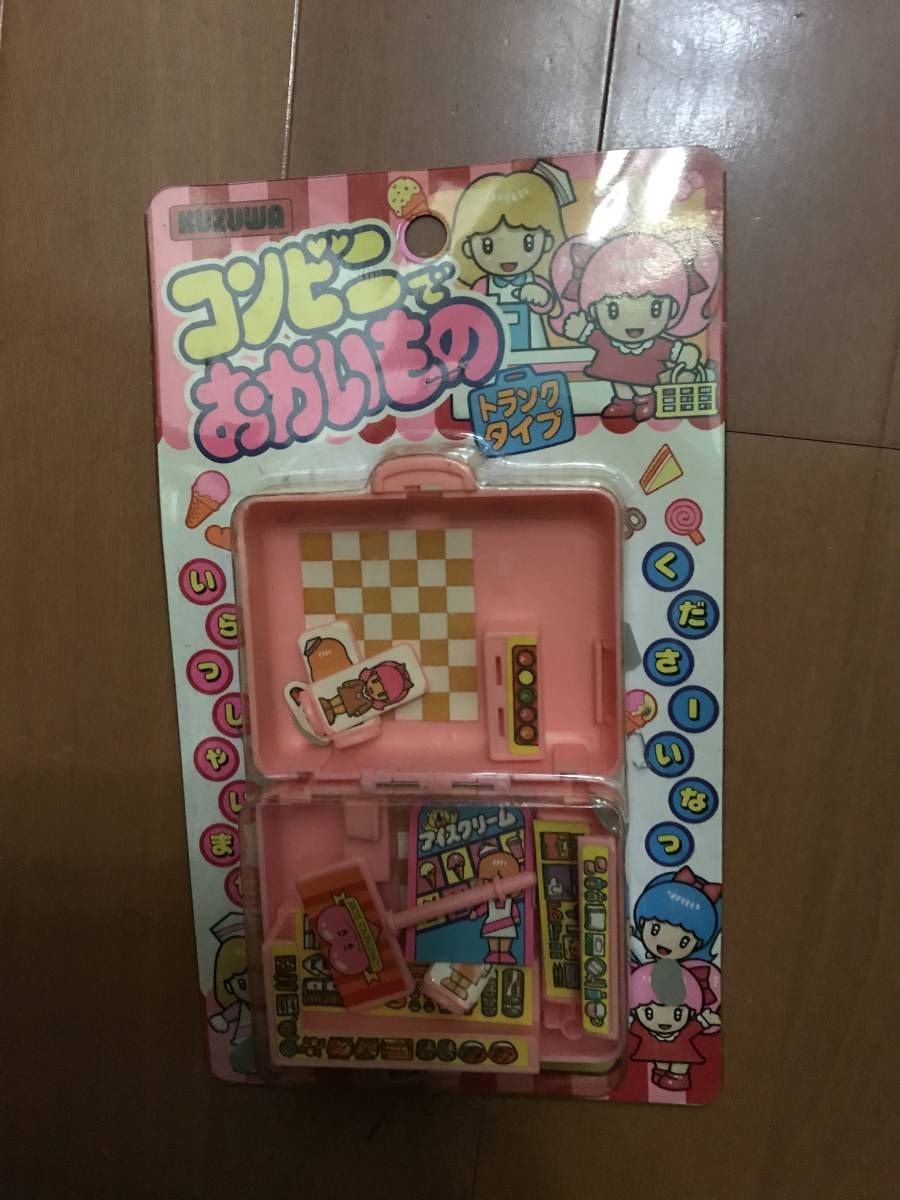 KUZUWA
コンビニで
おかいもの
トランク
タイプ
いらっしゃいま
くださーいなっ
アイスクリーム